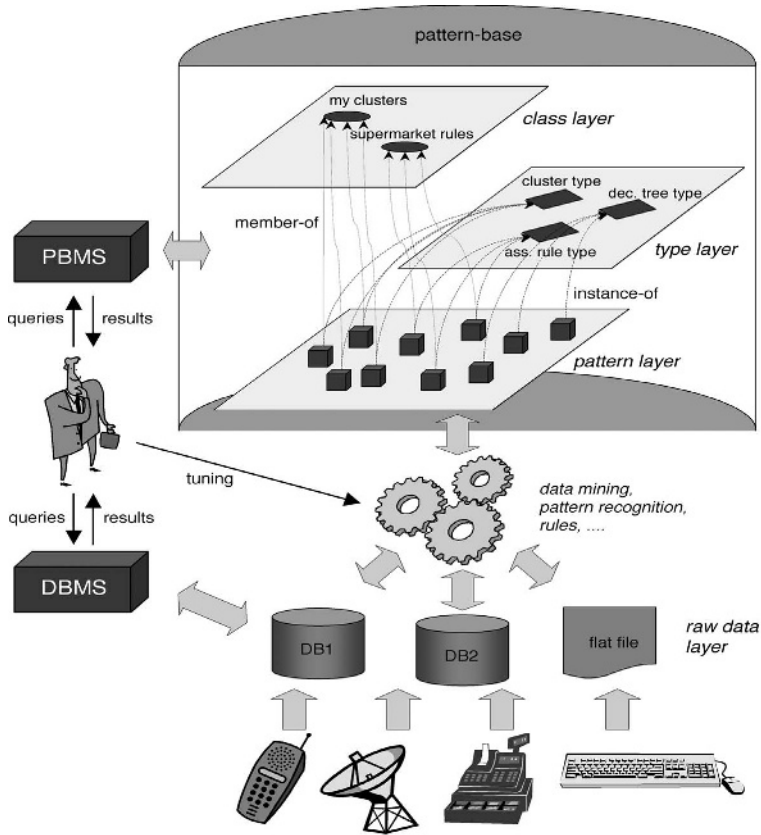 pattern-base
my clusters
class layer
supermarket rules
cluster type
dec. tree type
member-of
ass. rule type
type layer
PBMS
instance-of
queries
results
pattern layer
tuning
data mining,
pattern recognition,
rules, ....
queries
results
DBMS
DB1
DB2
flat file
raw data
layer